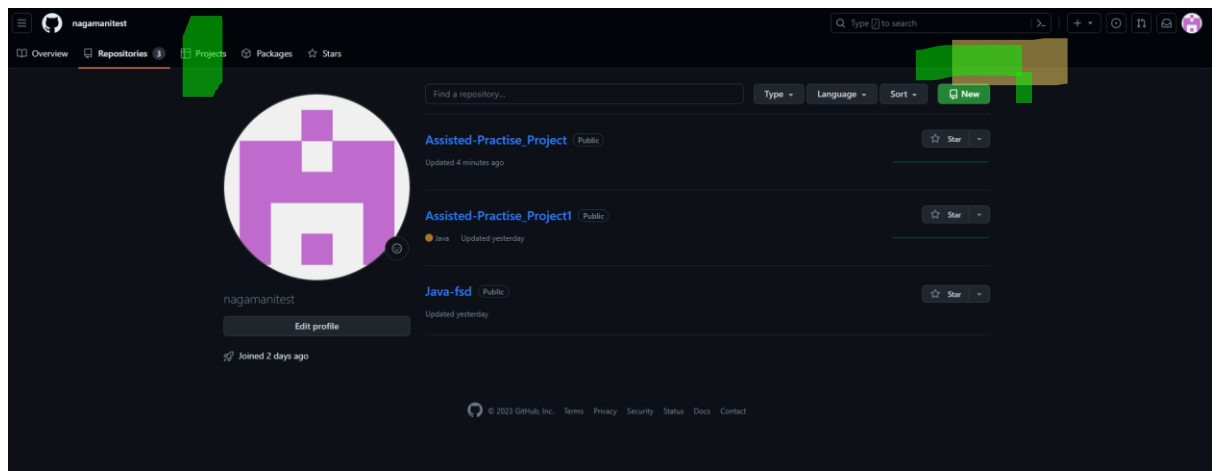 nagamanitest
Type / to search
Overview
Repositories 3
Projects
Packages
Stars
Find a repository...
Type
Language
Sort
New
Assisted-Practise_Project Public
Star
Updated 4 minutes ago
Assisted-Practise_Project1 Public
Star
Java Updated yesterday
Java-fsd Public
Star
Updated yesterday
nagamanitest
Edit profile
Joined 2 days ago
© 2023 GitHub, Inc. Terms Privacy Security Status Docs Contact